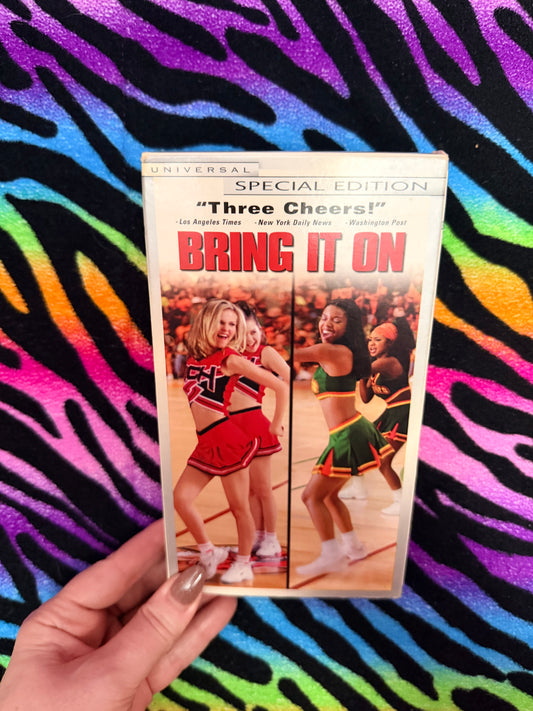 UNIVERSAL
SPECIAL EDITION
"Three Cheers!"
-Los Angeles Times -New York Daily News -Washington Post
BRING IT ON